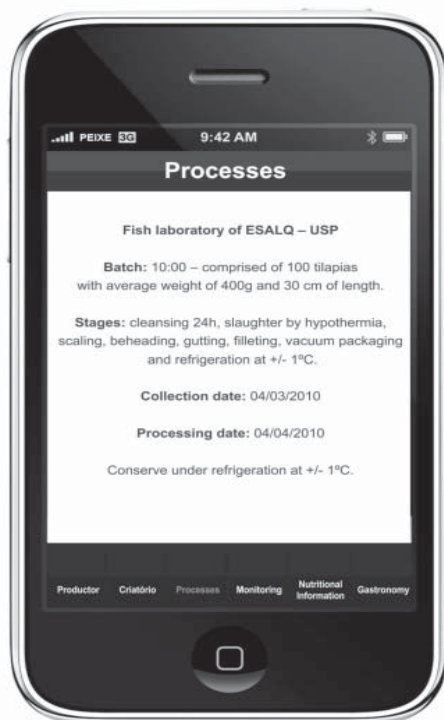 PEIXE 3G 9:42 AM
Processes
Fish laboratory of ESALQ – USP
Batch: 10:00 – comprised of 100 tilapias
with average weight of 400g and 30 cm of length.
Stages: cleansing 24h, slaughter by hypothermia,
scaling, beheading, gutting, filleting, vacuum packaging
and refrigeration at +/- 1ºC.
Collection date: 04/03/2010
Processing date: 04/04/2010
Conserve under refrigeration at +/- 1ºC.
Productor Criatório Processes Monitoring Nutritional Information Gastronomy